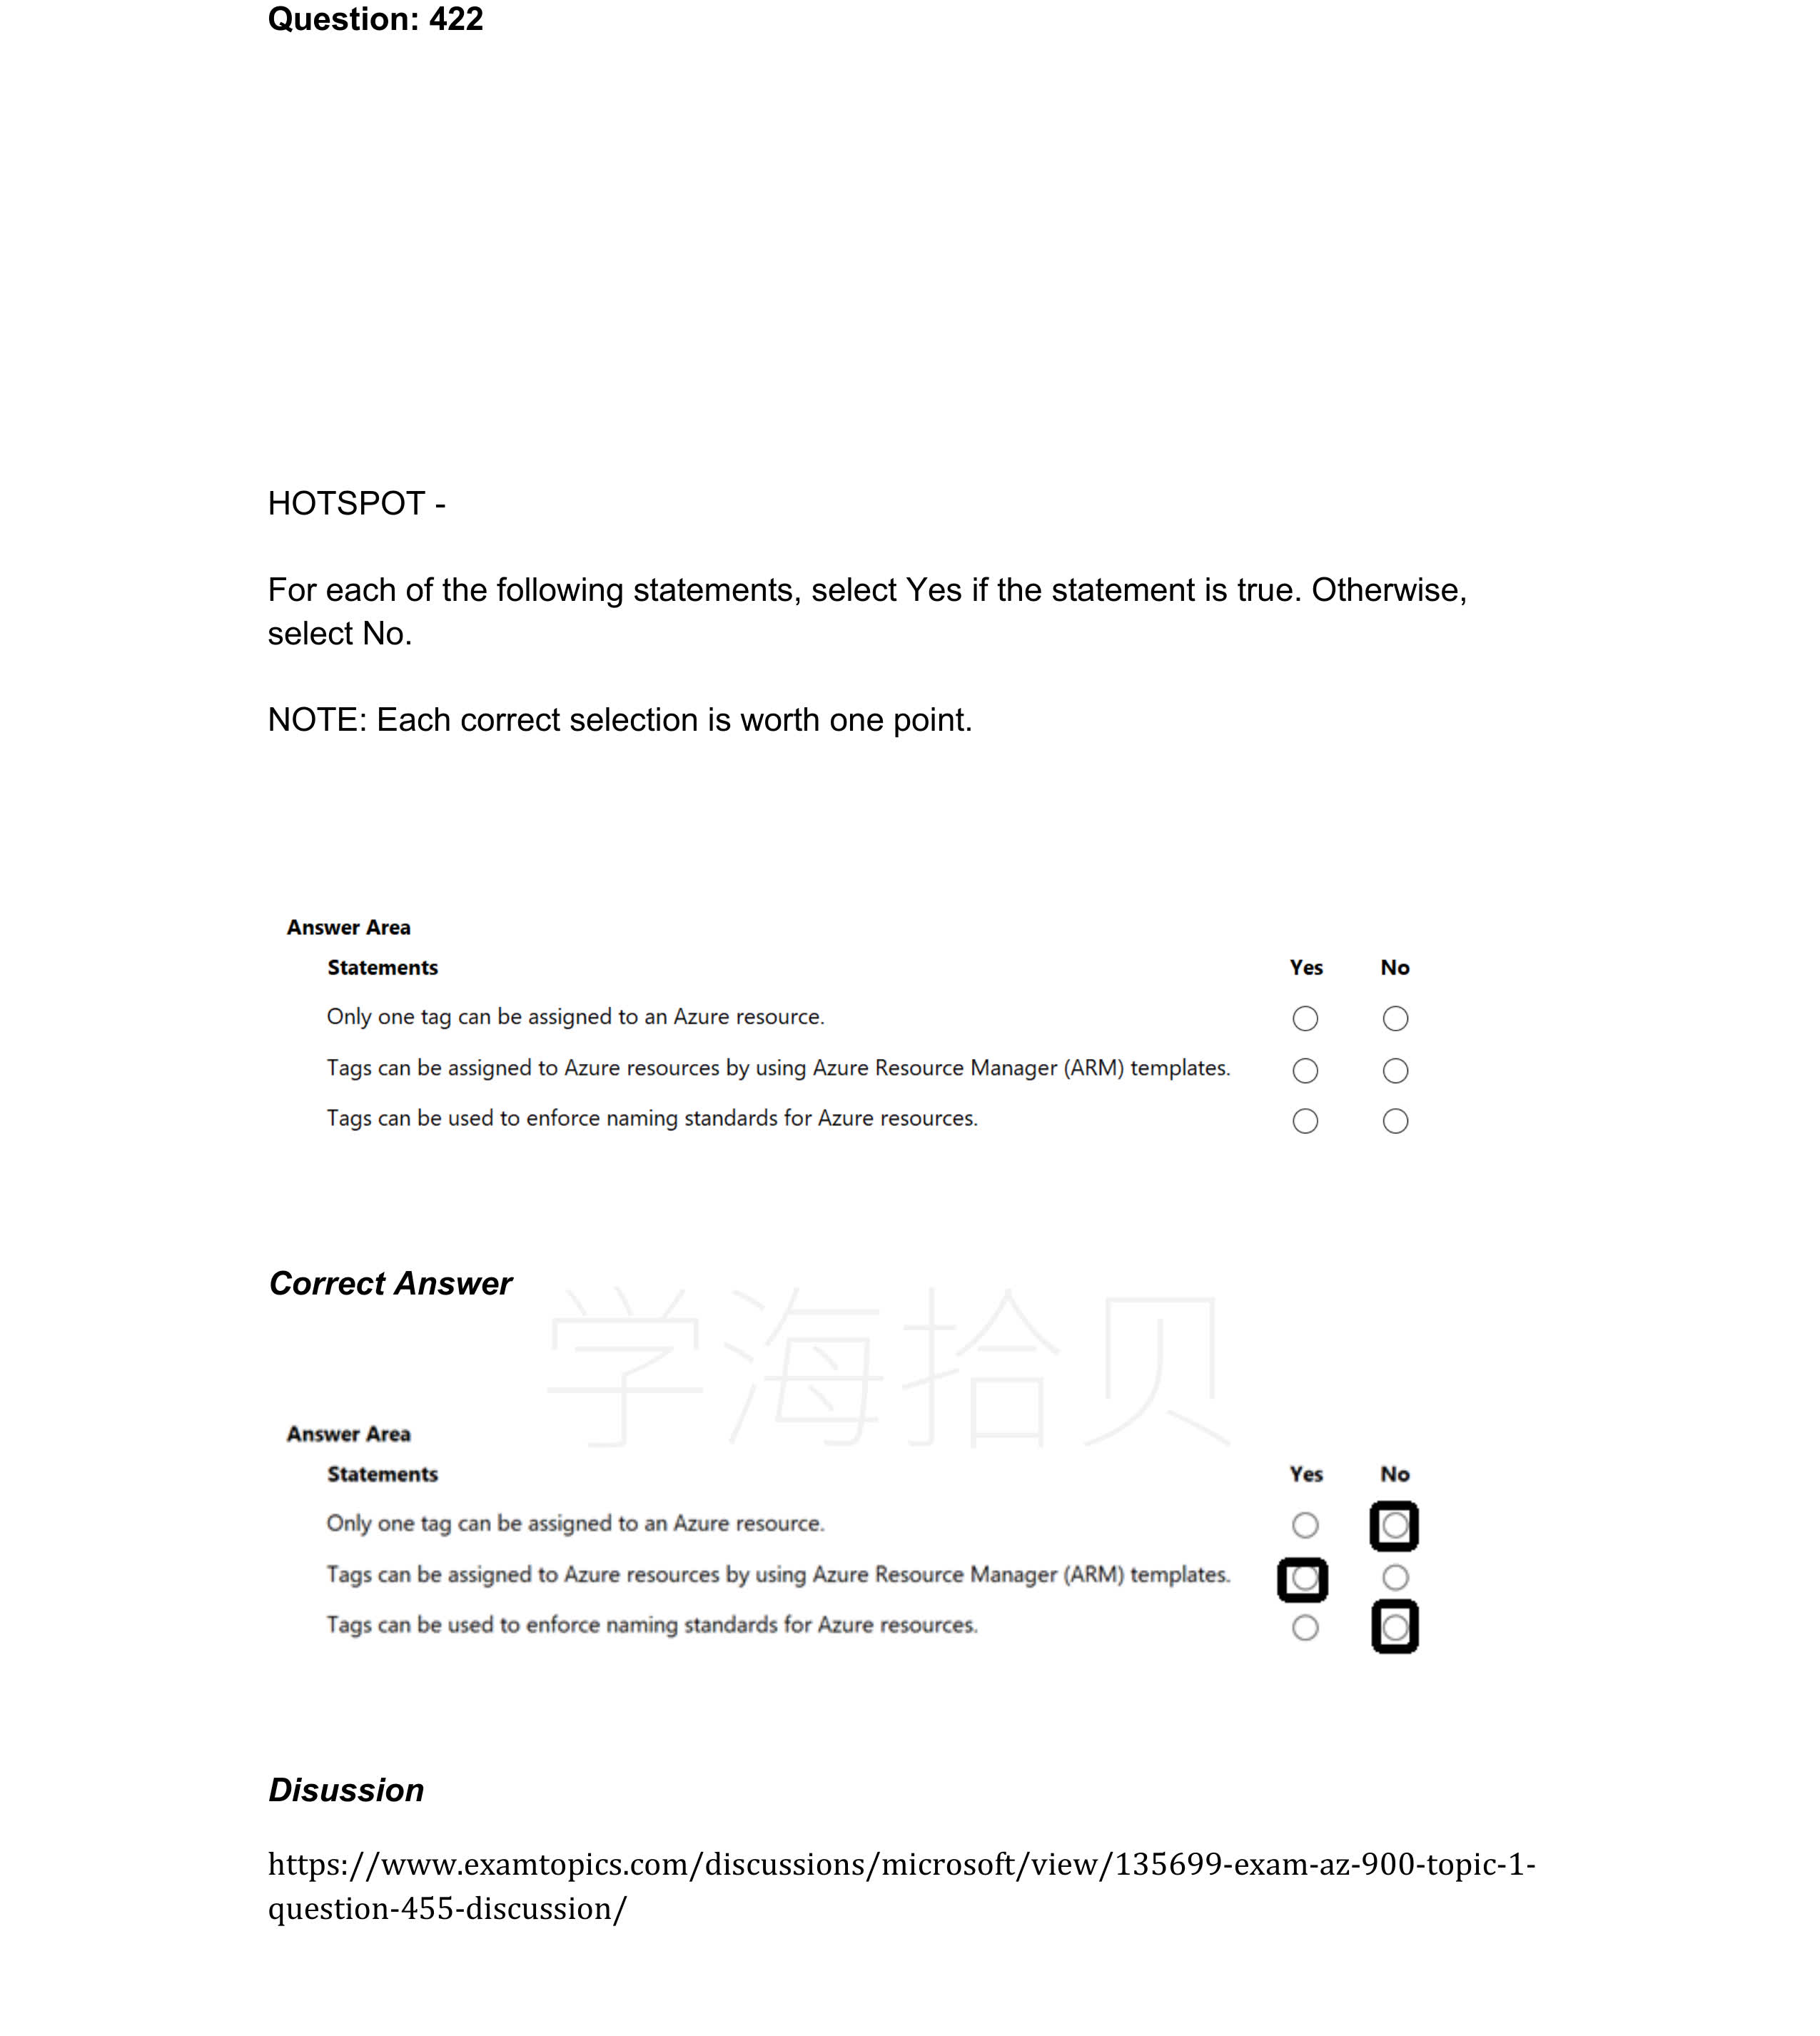 Question: 422
HOTSPOT -
For each of the following statements, select Yes if the statement is true. Otherwise,
select No.
NOTE: Each correct selection is worth one point.
Answer Area
Statements Yes No
Only one tag can be assigned to an Azure resource.
Tags can be assigned to Azure resources by using Azure Resource Manager (ARM) templates.
Tags can be used to enforce naming standards for Azure resources.
Correct Answer
学海拾贝
Answer Area
Statements Yes No
Only one tag can be assigned to an Azure resource.
Tags can be assigned to Azure resources by using Azure Resource Manager (ARM) templates.
Tags can be used to enforce naming standards for Azure resources.
Disussion
https://www.examtopics.com/discussions/microsoft/view/135699-exam-az-900-topic-1-
question-455-discussion/